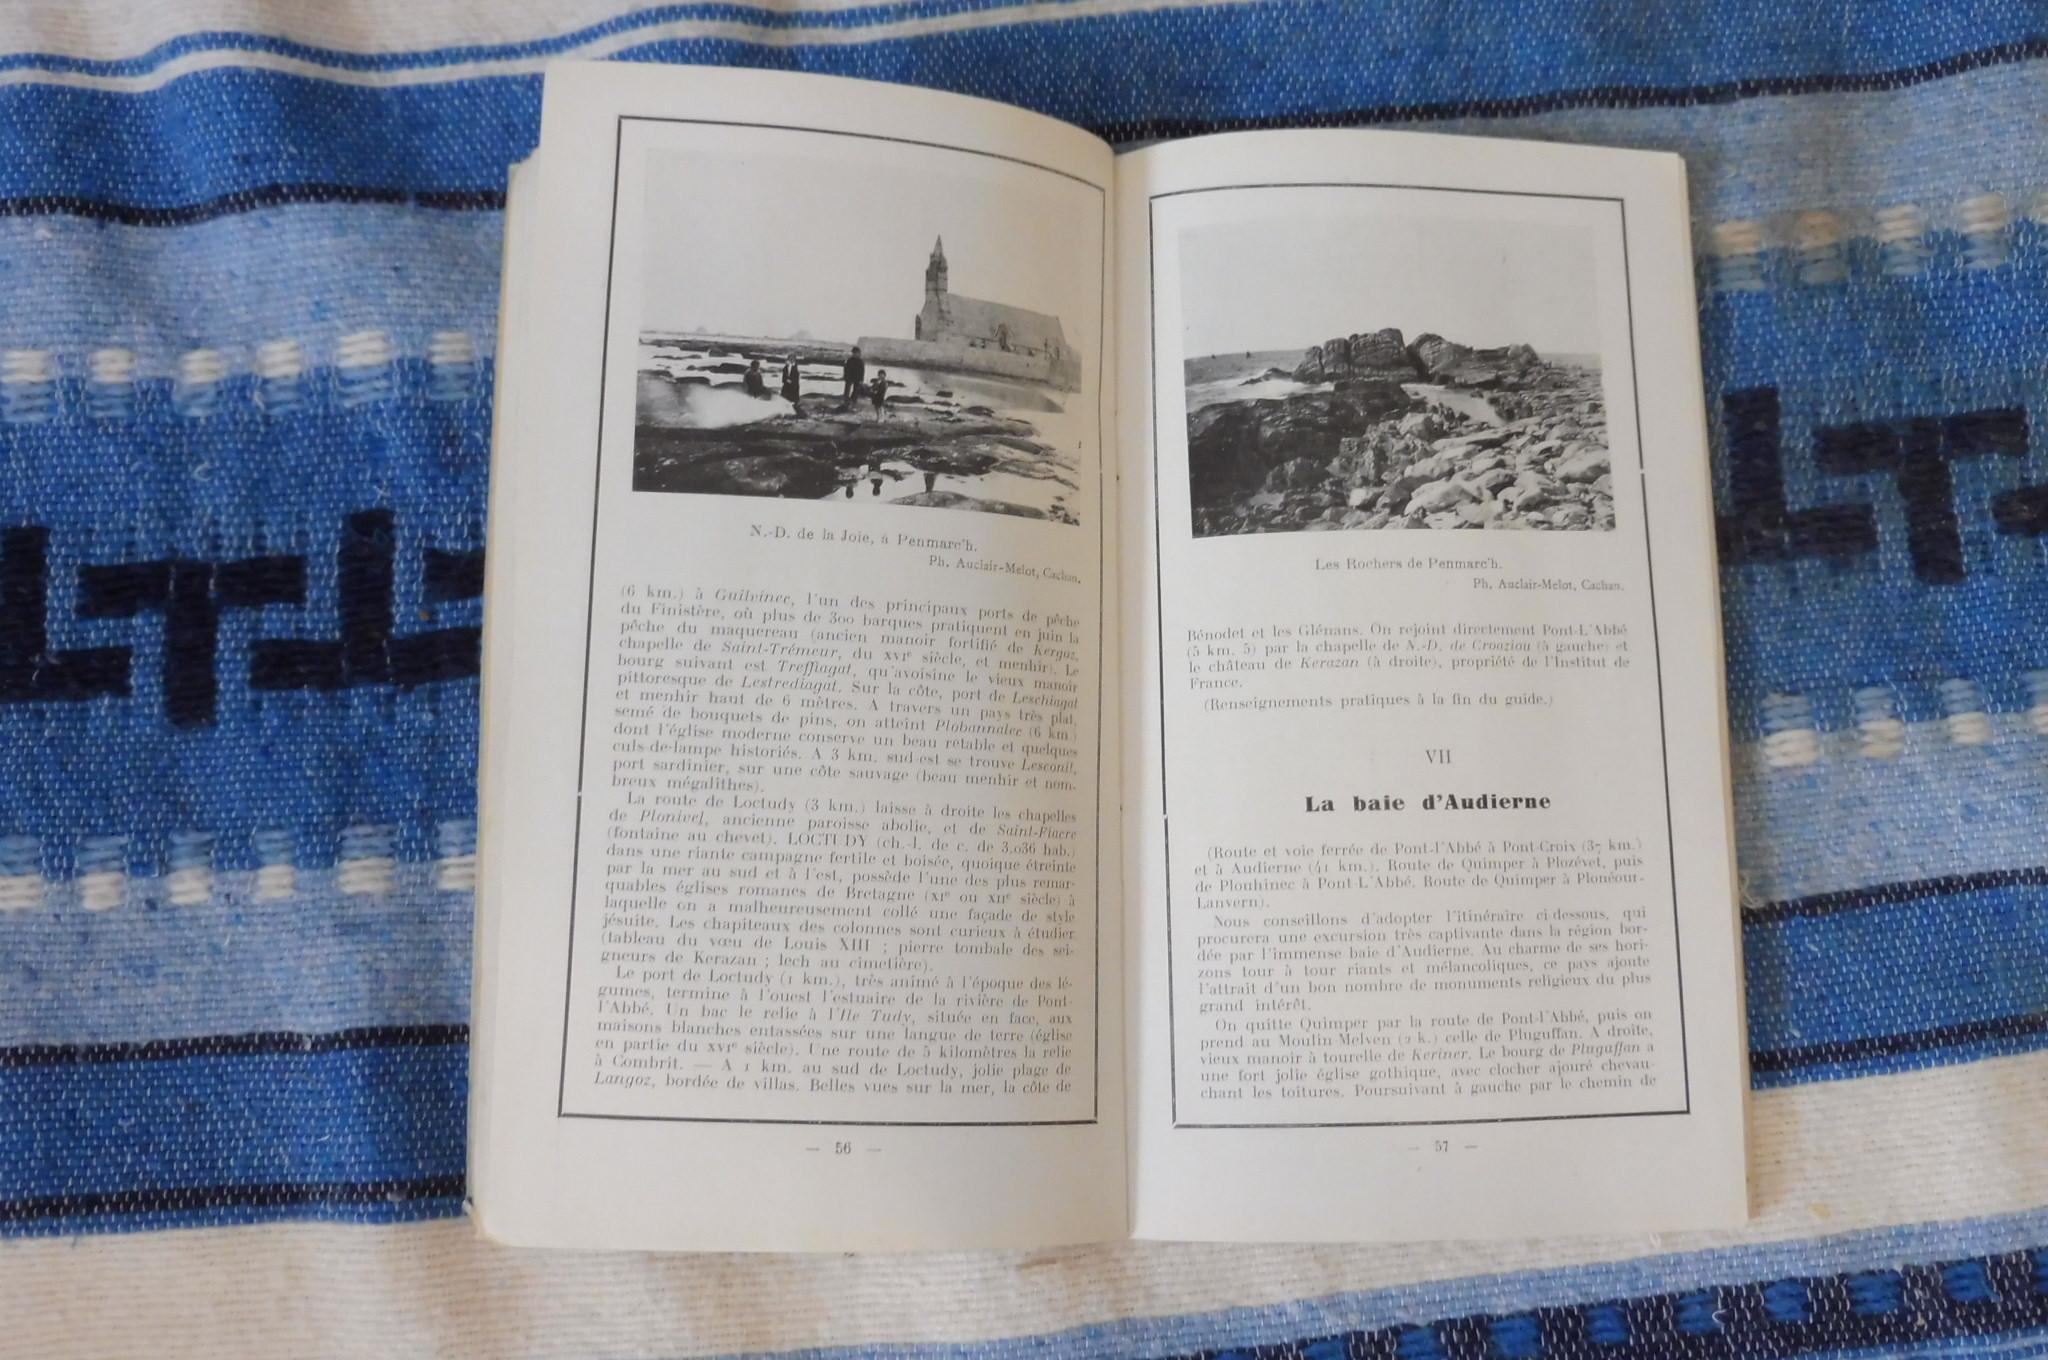 N.-D. de la Joie, à Penmarc'h.
Ph. Auclair-Melot, Cachan.
(6 km.) à Guilvinec, l'un des principaux ports de pêche
du Finistère, où plus de 300 barques pratiquent en juin la
pêche du maquereau (ancien manoir fortifié de Kergoz,
chapelle de Saint-Trémeur, du XVIe siècle, et menhir). Le
bourg suivant est Treffiagat, qu'avoisine le vieux manoir
pittoresque de Lestrediagat. Sur la côte, port de Leschiagat
et menhir haut de 6 mètres. A travers un pays très plat,
semé de bouquets de pins, on atteint Plobannalec (6 km.)
dont l'église moderne conserve un beau retable et quelques
culs-de-lampe historiés. A 3 km. sud-est se trouve Lesconil,
port sardinier, sur une côte sauvage (beau menhir et nom-
breux mégalithes).
La route de Loctudy (3 km.) laisse à droite les chapelles
de Plonivel, ancienne paroisse abolie, et de Saint-Fiacre
(fontaine au chevet). LOCTUDY (ch.-l. de c. de 3.036 hab.)
dans une riante campagne fertile et boisée, quoique étreinte
par la mer au sud et à l'est, possède l'une des plus remar-
quables églises romanes de Bretagne (XIe ou XIIe siècle) à
laquelle on a malheureusement collé une façade de style
jésuite. Les chapiteaux des colonnes sont curieux à étudier
(tableau du vœu de Louis XIII ; pierre tombale des sei-
gneurs de Kerazan ; lech au cimetière).
Le port de Loctudy (1 km.), très animé à l'époque des lé-
gumes, termine à l'ouest l'estuaire de la rivière de Pont-
l'Abbé. Un bac le relie à l'Ile Tudy, située en face, aux
maisons blanches entassées sur une langue de terre (église
en partie du XVIe siècle). Une route de 5 kilomètres la relie
à Combrit. — A 1 km. au sud de Loctudy, jolie plage de
Langoz, bordée de villas. Belles vues sur la mer, la côte de
— 56 —
Les Rochers de Penmarc'h.
Ph. Auclair-Melot, Cachan.
Bénodet et les Glénans. On rejoint directement Pont-L'Abbé
(5 km. 5) par la chapelle de N.-D. de Croaziou (à gauche) et
le château de Kerazan (à droite), propriété de l'Institut de
France.
(Renseignements pratiques à la fin du guide.)
VII
La baie d'Audierne
(Route et voie ferrée de Pont-l'Abbé à Pont-Croix (37 km.)
et à Audierne (41 km.). Route de Quimper à Plozévet, puis
de Plouhinec à Pont-L'Abbé. Route de Quimper à Plonéour-
Lanvern).
Nous conseillons d'adopter l'itinéraire ci-dessous, qui
procurera une excursion très captivante dans la région bor-
dée par l'immense baie d'Audierne. Au charme de ses hori-
zons tour à tour riants et mélancoliques, ce pays ajoute
l'attrait d'un bon nombre de monuments religieux du plus
grand intérêt.
On quitte Quimper par la route de Pont-l'Abbé, puis on
prend au Moulin-Melven (2 k.) celle de Pluguffan. A droite,
vieux manoir à tourelle de Keriner. Le bourg de Plugaffan a
une fort jolie église gothique, avec clocher ajouré chevau-
chant les toitures. Poursuivant à gauche par le chemin de
— 57 —